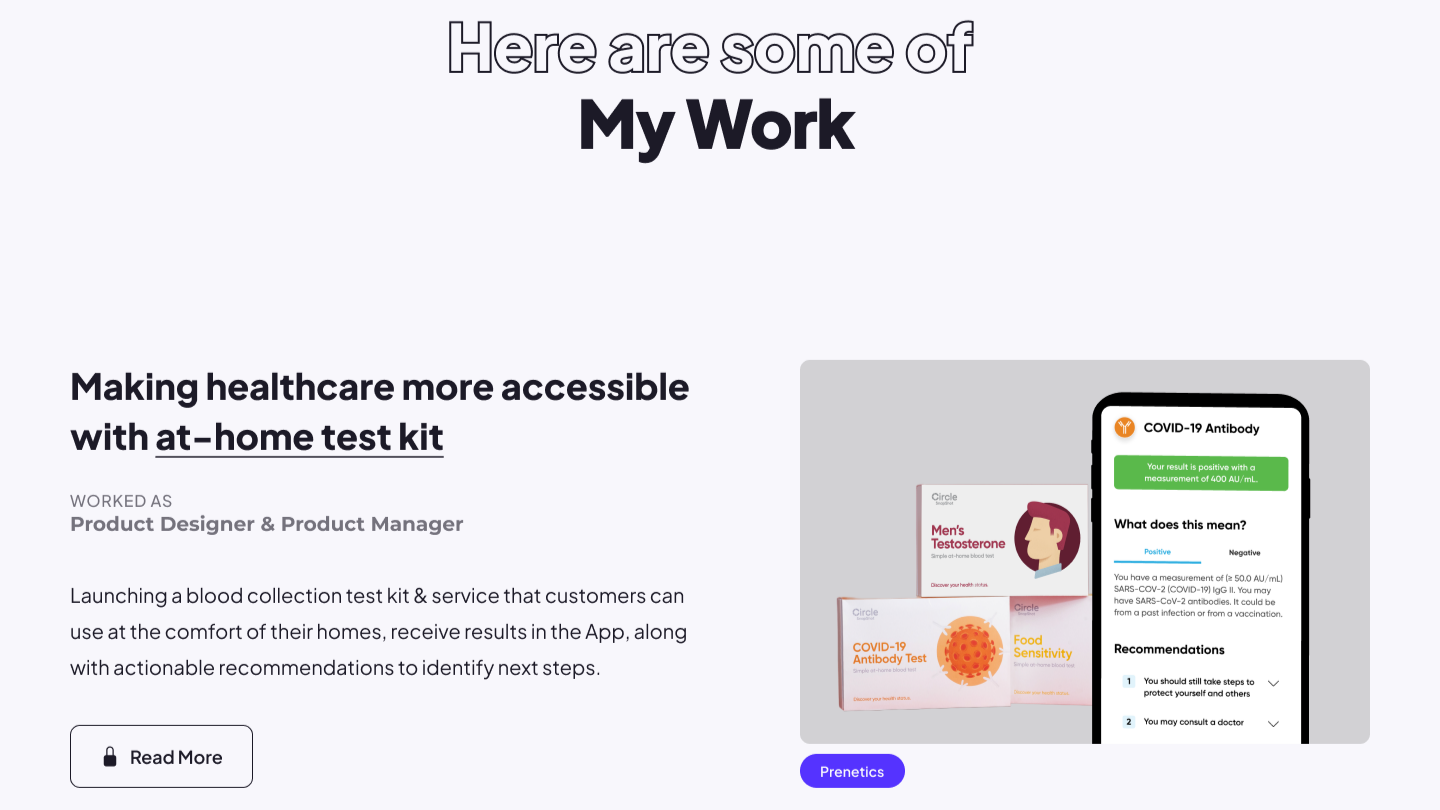 Here are some of
My Work
Making healthcare more accessible
with at-home test kit
WORKED AS
Product Designer & Product Manager
Launching a blood collection test kit & service that customers can
use at the comfort of their homes, receive results in the App, along
with actionable recommendations to identify next steps.
Read More
Circle
Men's
Testosterone
Simple at-home blood test
Discover your health status.
Circle
COVID-19
Antibody Test
Simple at-home blood test
Discover your health status.
Circle
Food
Sensitivity
Simple at-home blood test
Discover your health status.
COVID-19 Antibody
Your result is positive with a
measurement of 400 AU/mL.
What does this mean?
Positive
Negative
You have a measurement of (≥ 50.0 AU/mL)
SARS-COV-2 (COVID-19) IgG II. You may
have SARS-CoV-2 antibodies. It could be
from a past infection or from a vaccination.
Recommendations
1 You should still take steps to
protect yourself and others
2 You may consult a doctor
Prenetics